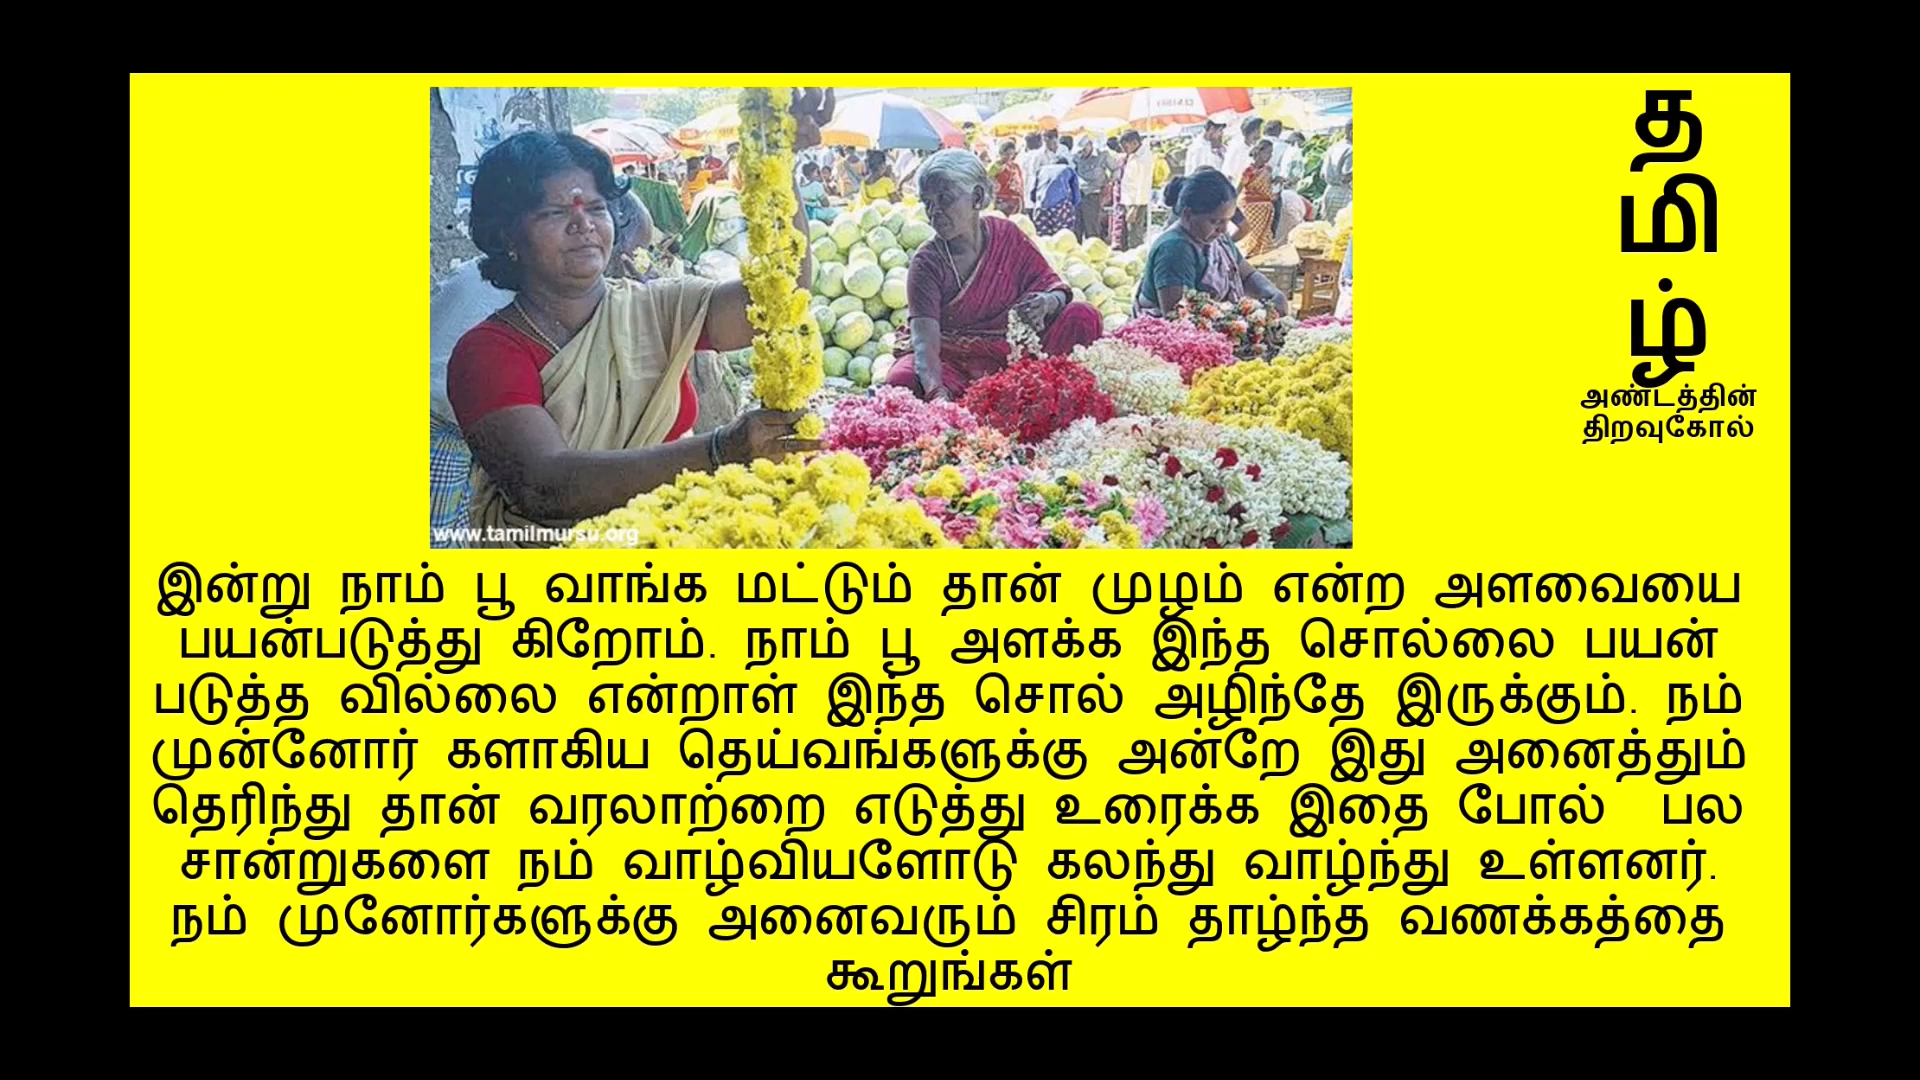 த
மி
ழ்
அண்டத்தின்
திறவுகோல்
www.tamilmursu.org
இன்று நாம் பூ வாங்க மட்டும் தான் முழம் என்ற அளவையை
பயன்படுத்து கிறோம். நாம் பூ அளக்க இந்த சொல்லை பயன்
படுத்த வில்லை என்றாள் இந்த சொல் அழிந்தே இருக்கும். நம்
முன்னோர் களாகிய தெய்வங்களுக்கு அன்றே இது அனைத்தும்
தெரிந்து தான் வரலாற்றை எடுத்து உரைக்க இதை போல் பல
சான்றுகளை நம் வாழ்வியளோடு கலந்து வாழ்ந்து உள்ளனர்.
நம் முனோர்களுக்கு அனைவரும் சிரம் தாழ்ந்த வணக்கத்தை
கூறுங்கள்